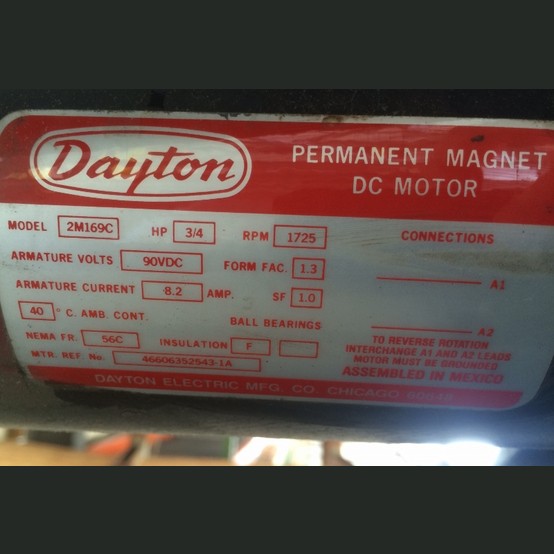 Dayton
PERMANENT MAGNET
DC MOTOR
MODEL 2M169C HP 3/4 RPM 1725
ARMATURE VOLTS 90VDC FORM FAC. 1.3
ARMATURE CURRENT 8.2 AMP. SF 1.0
40 ° C. AMB. CONT. BALL BEARINGS
NEMA FR. 56C INSULATION F
MTR. REF. No. 46606352543-1A
CONNECTIONS
A1
A2
TO REVERSE ROTATION
INTERCHANGE A1 AND A2 LEADS
MOTOR MUST BE GROUNDED
ASSEMBLED IN MEXICO
DAYTON ELECTRIC MFG. CO. CHICAGO 60648